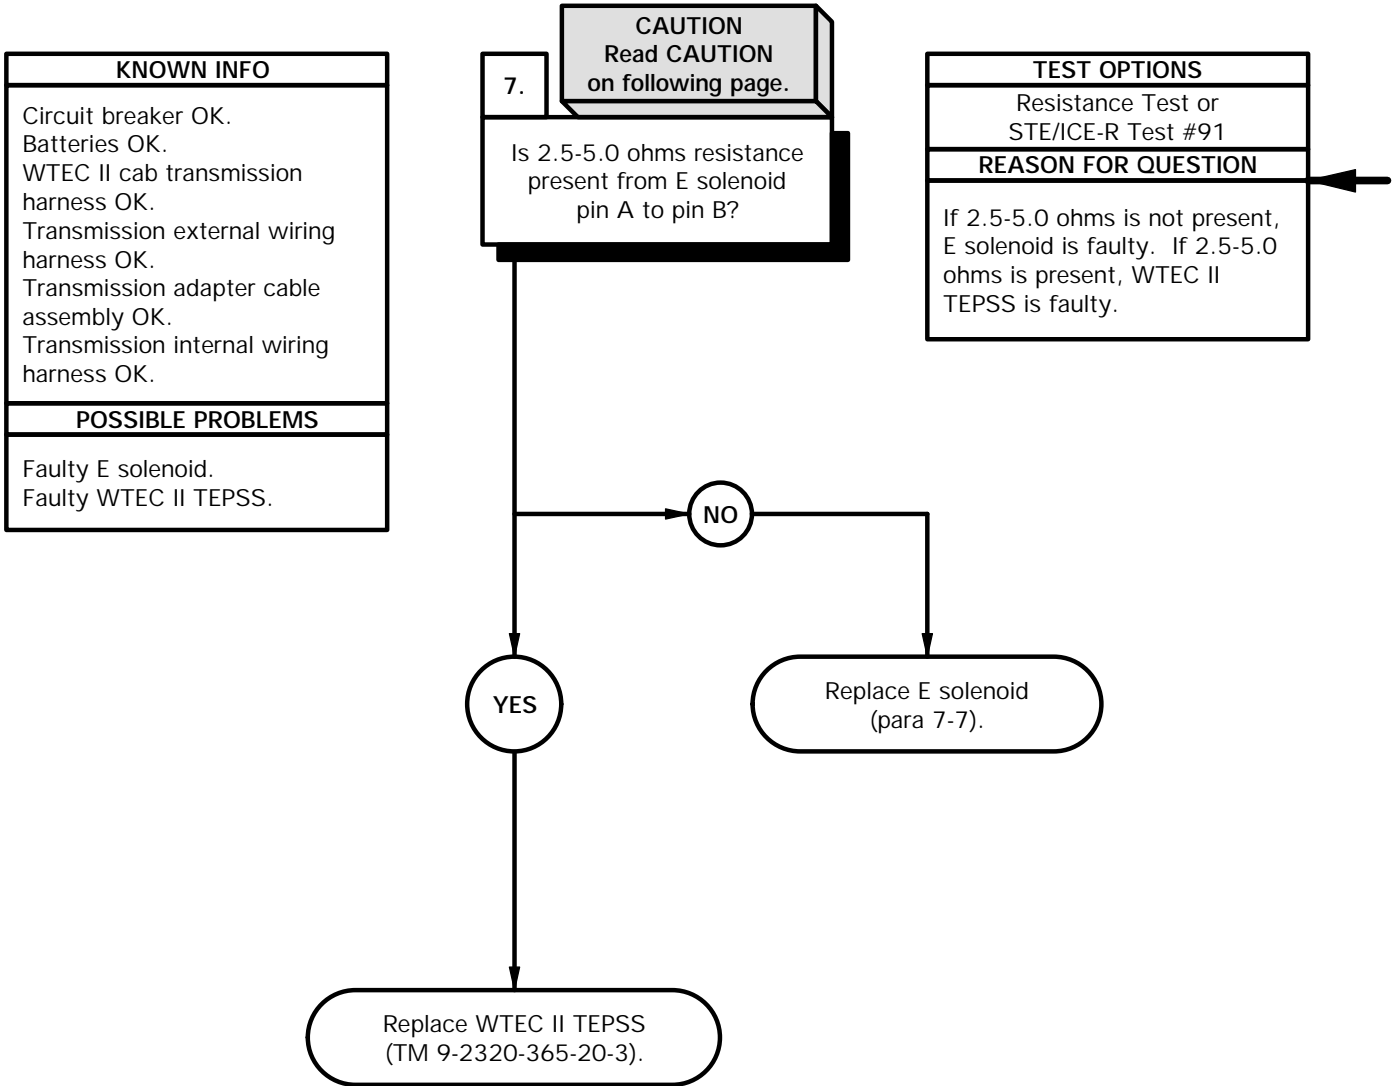 KNOWN INFO
Circuit breaker OK.
Batteries OK.
WTEC II cab transmission
harness OK.
Transmission external wiring
harness OK.
Transmission adapter cable
assembly OK.
Transmission internal wiring
harness OK.
POSSIBLE PROBLEMS
Faulty E solenoid.
Faulty WTEC II TEPSS.
CAUTION
Read CAUTION
on following page.
7.
Is 2.5-5.0 ohms resistance
present from E solenoid
pin A to pin B?
TEST OPTIONS
Resistance Test or
STE/ICE-R Test #91
REASON FOR QUESTION
If 2.5-5.0 ohms is not present,
E solenoid is faulty. If 2.5-5.0
ohms is present, WTEC II
TEPSS is faulty.
NO
YES
Replace E solenoid
(para 7-7).
Replace WTEC II TEPSS
(TM 9-2320-365-20-3).